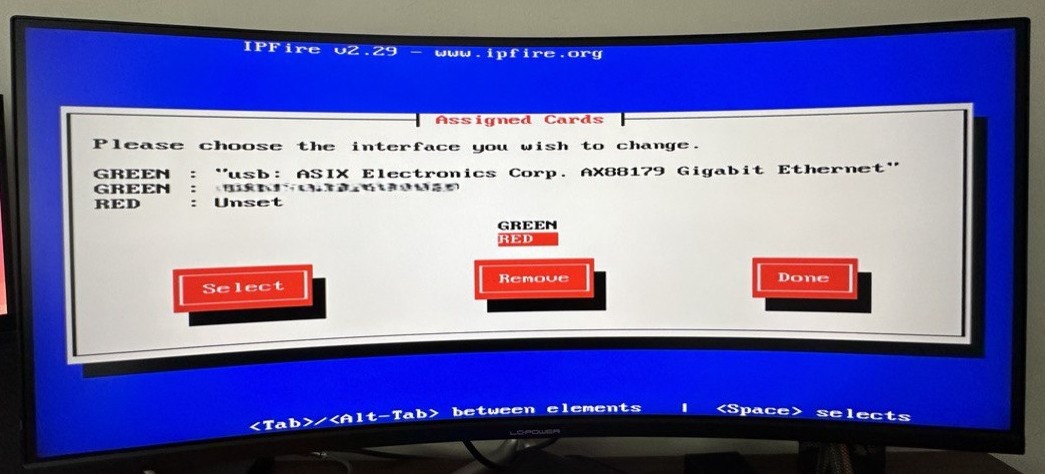 IPFire v2.29 - www.ipfire.org
Assigned Cards
Please choose the interface you wish to change.
GREEN : "usb: ASIX Electronics Corp. AX88179 Gigabit Ethernet"
GREEN :
RED : Unset
GREEN
RED
Select Remove Done
<Tab>/<Alt-Tab> between elements | <Space> selects
LCPOWER